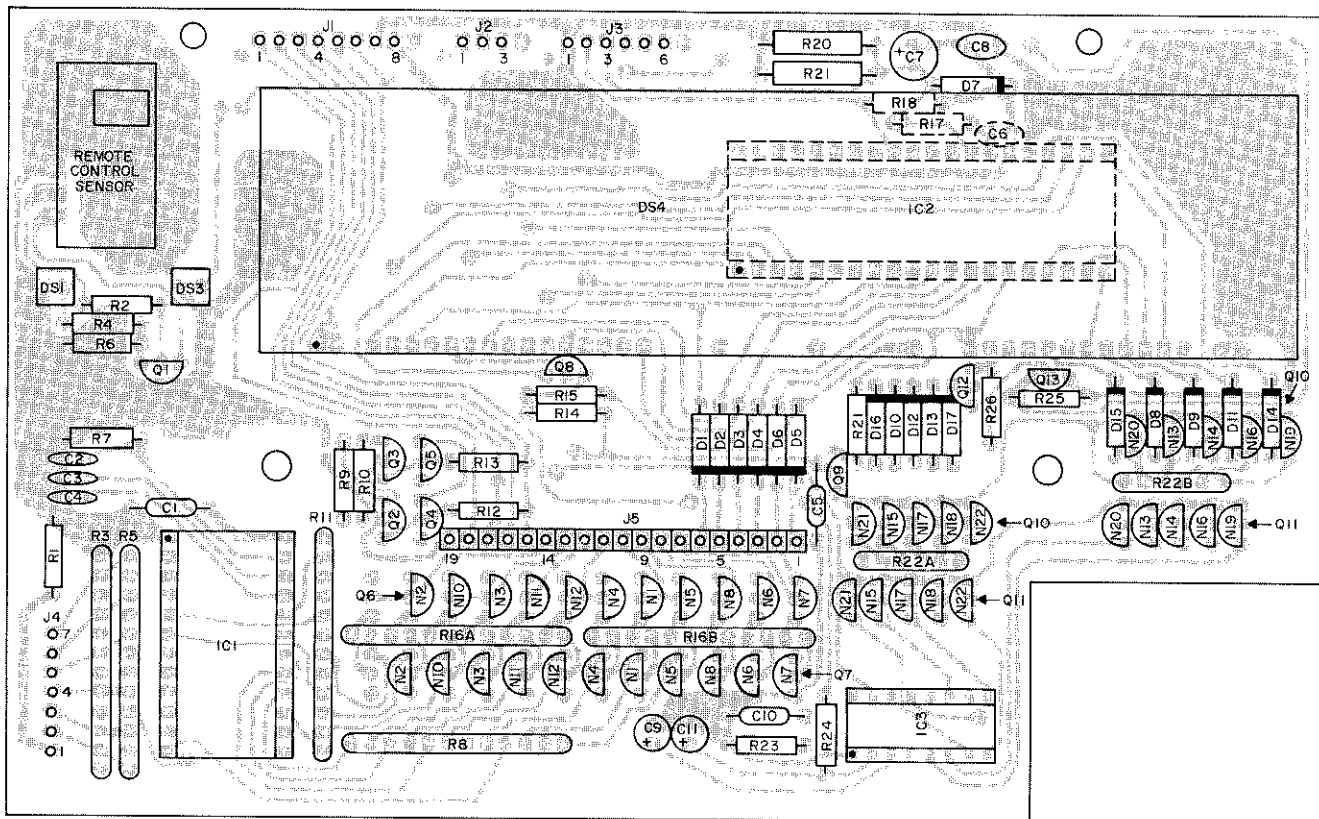 J1 J2 J3
1 4 8 1 3 1 3 6
R20 +C7 C8
R21 D7
R18
R17 C6
REMOTE
CONTROL
SENSOR
DS4 IC2
DS1 DS3
R2
R4
R6
Q1 Q8
R15
R14
Q12 R26 Q13 R25 Q10
D1 D2 D3 D4 D6 D5
R21 D16 D10 D12 D13 D17
D15 N20 D8 N13 D9 N14 D11 N16 D14 N19
R7
C2
C3
C4
C1
R9 R10 Q3 Q5 R13
Q2 Q4 R12
C5 Q9
R22B
J5
19 14 9 5 1
N21 N15 N17 N18 N22 Q10
N20 N13 N14 N16 N19 Q11
R22A
R1 R3 R5 R11
Q6 N2 N10 N3 N11 N12 N4 N1 N5 N8 N6 N7
N21 N15 N17 N18 N22 Q11
J4
7
4
1
IC1
R16A R16B
N2 N10 N3 N11 N12 N4 N1 N5 N8 N6 N7 Q7
C9 + C11 + C10
R8 R23 R24 IC3